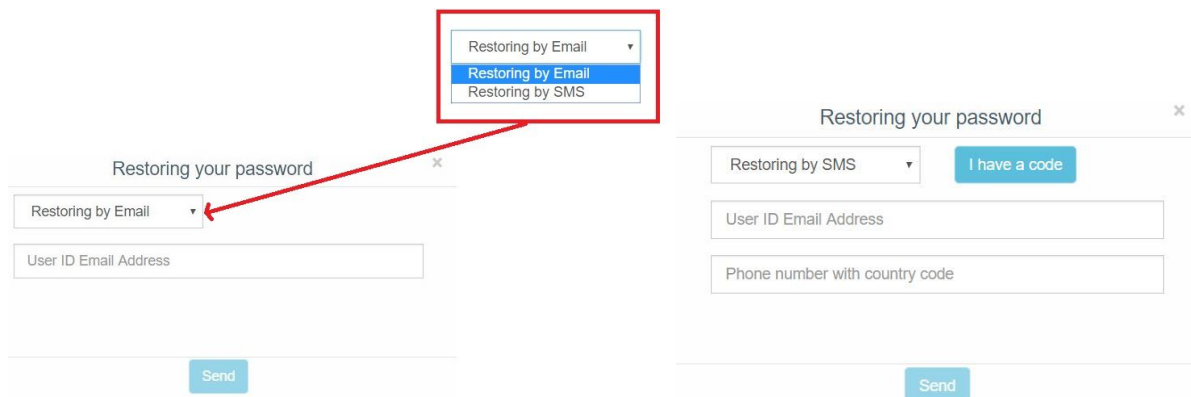 Restoring by Email
Restoring by Email
Restoring by SMS
Restoring your password
×
Restoring by Email
User ID Email Address
Send
Restoring your password
×
Restoring by SMS
I have a code
User ID Email Address
Phone number with country code
Send